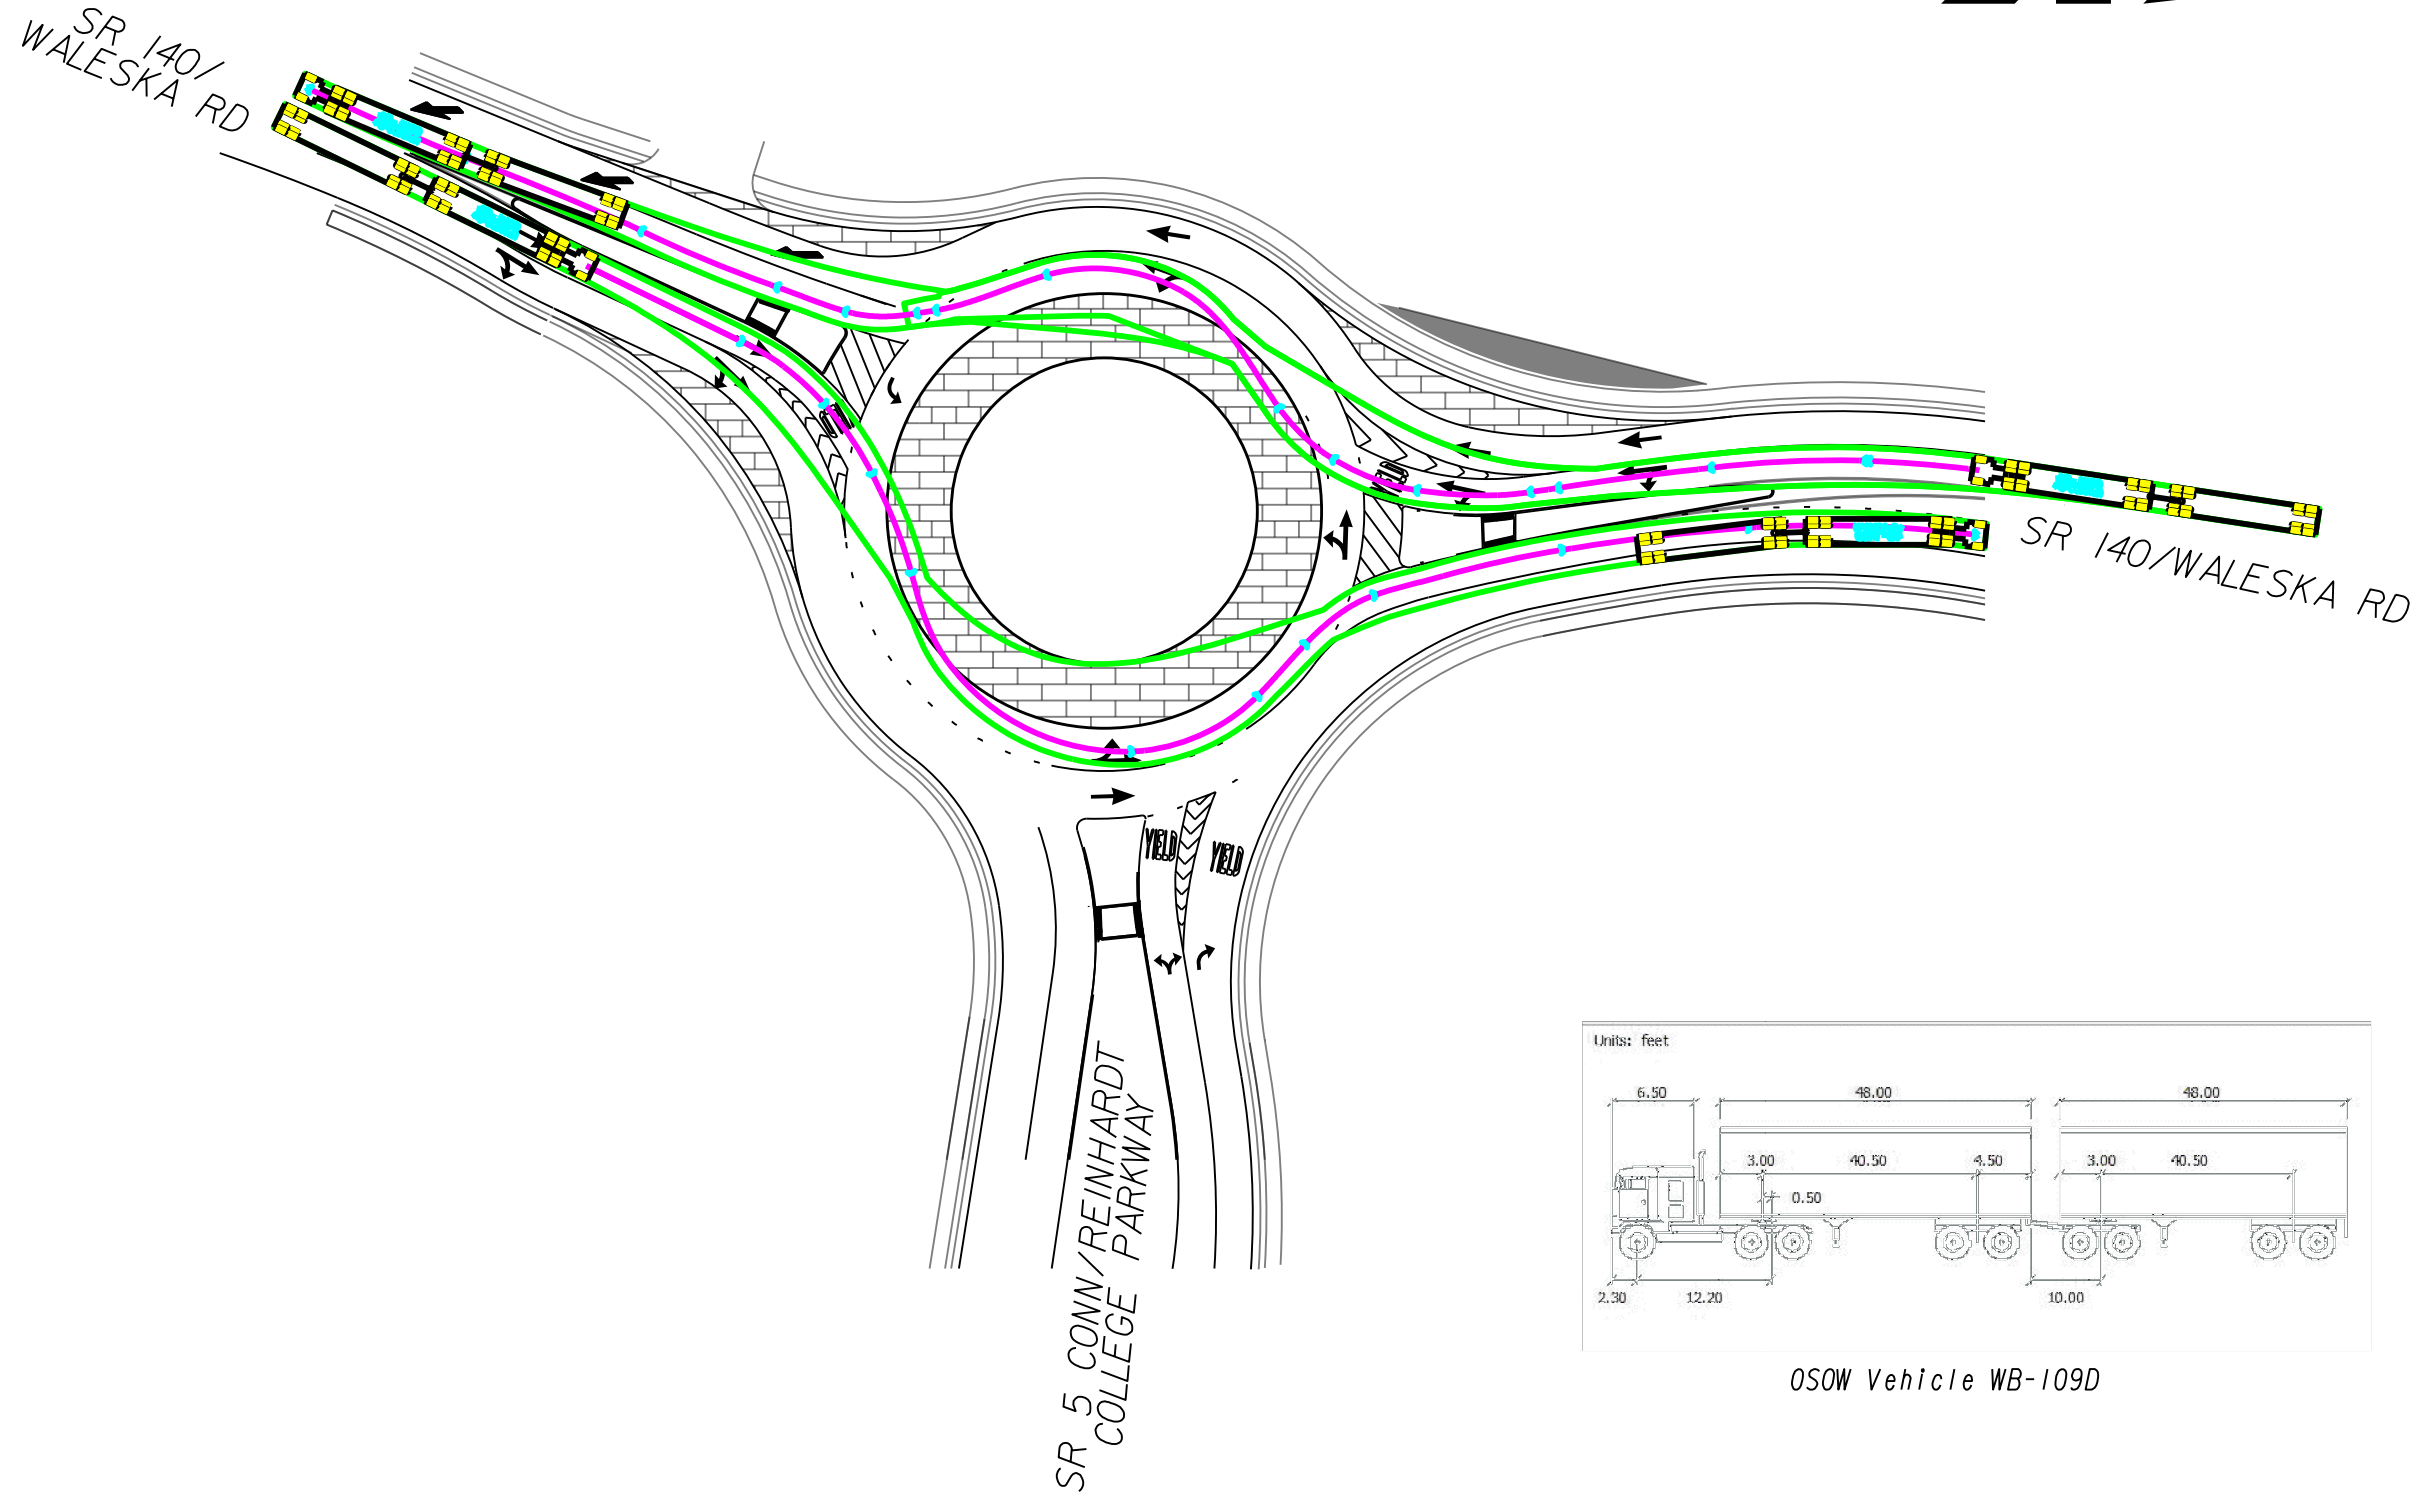 SR 140/
WALESKA RD
SR 140/WALESKA RD
YIELD
YIELD
SR 5 CONN/REINHARDT
COLLEGE PARKWAY
Units: feet
6.50
48.00
48.00
3.00
40.50
4.50
3.00
40.50
0.50
2.30
12.20
10.00
OSOW Vehicle WB-109D